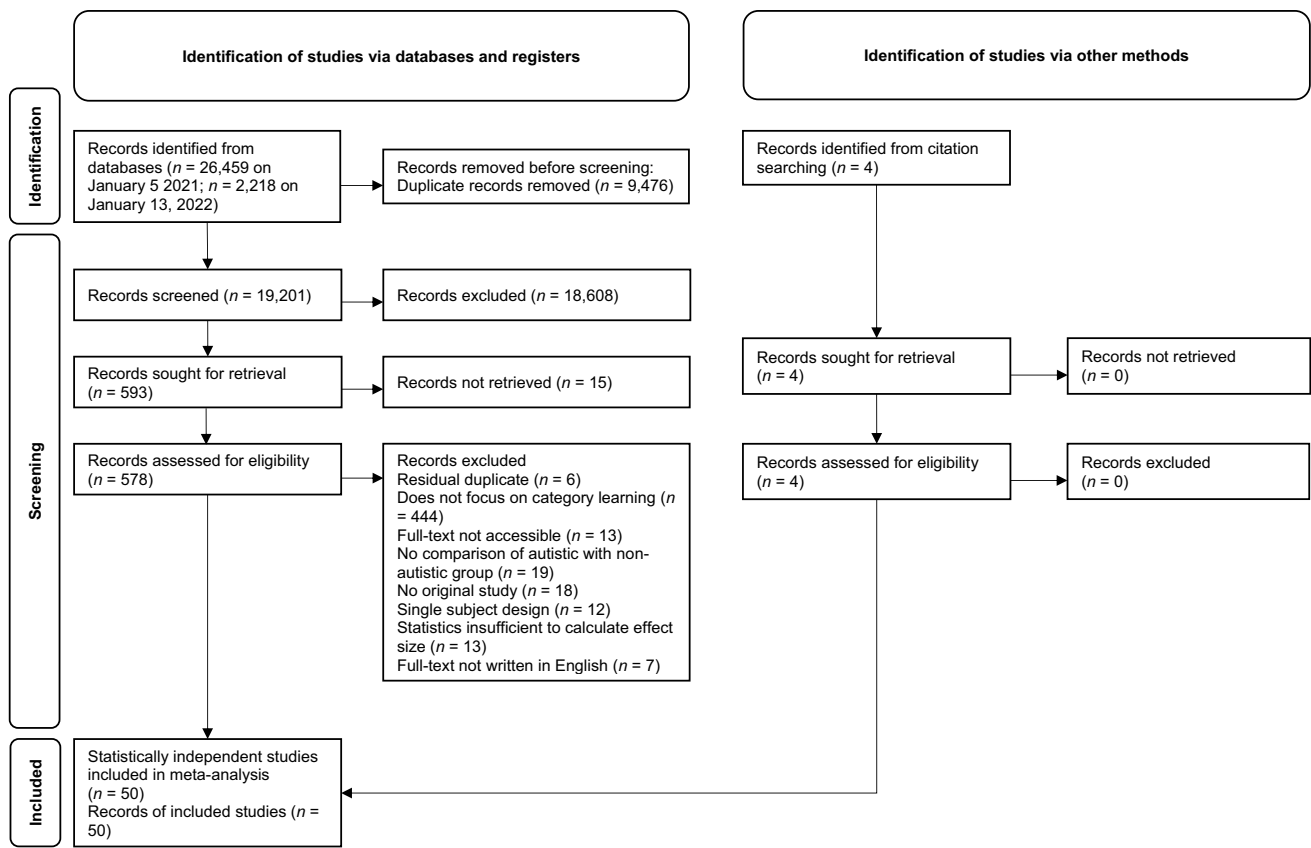 Identification of studies via databases and registers
Identification of studies via other methods
Identification
Records identified from
databases (n = 26,459 on
January 5 2021; n = 2,218 on
January 13, 2022)
Records removed before screening:
Duplicate records removed (n = 9,476)
Records identified from citation
searching (n = 4)
Screening
Records screened (n = 19,201)
Records excluded (n = 18,608)
Records sought for retrieval
(n = 593)
Records not retrieved (n = 15)
Records sought for retrieval
(n = 4)
Records not retrieved
(n = 0)
Records assessed for eligibility
(n = 578)
Records excluded
Residual duplicate (n = 6)
Does not focus on category learning (n
= 444)
Full-text not accessible (n = 13)
No comparison of autistic with non-
autistic group (n = 19)
No original study (n = 18)
Single subject design (n = 12)
Statistics insufficient to calculate effect
size (n = 13)
Full-text not written in English (n = 7)
Records assessed for eligibility
(n = 4)
Records excluded
(n = 0)
Included
Statistically independent studies
included in meta-analysis
(n = 50)
Records of included studies (n =
50)